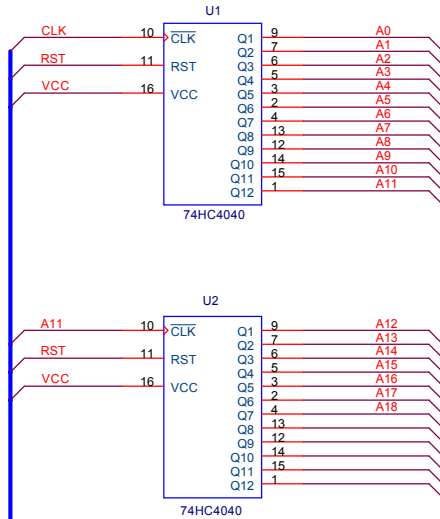 U1
CLK 10 CLK Q1 9 A0
Q2 7 A1
RST 11 RST Q3 6 A2
Q4 5 A3
VCC 16 VCC Q5 3 A4
Q6 2 A5
Q7 4 A6
Q8 13 A7
Q9 12 A8
Q10 14 A9
Q11 15 A10
Q12 1 A11
74HC4040
U2
A11 10 CLK Q1 9 A12
Q2 7 A13
RST 11 RST Q3 6 A14
Q4 5 A15
VCC 16 VCC Q5 3 A16
Q6 2 A17
Q7 4 A18
Q8 13
Q9 12
Q10 14
Q11 15
Q12 1
74HC4040